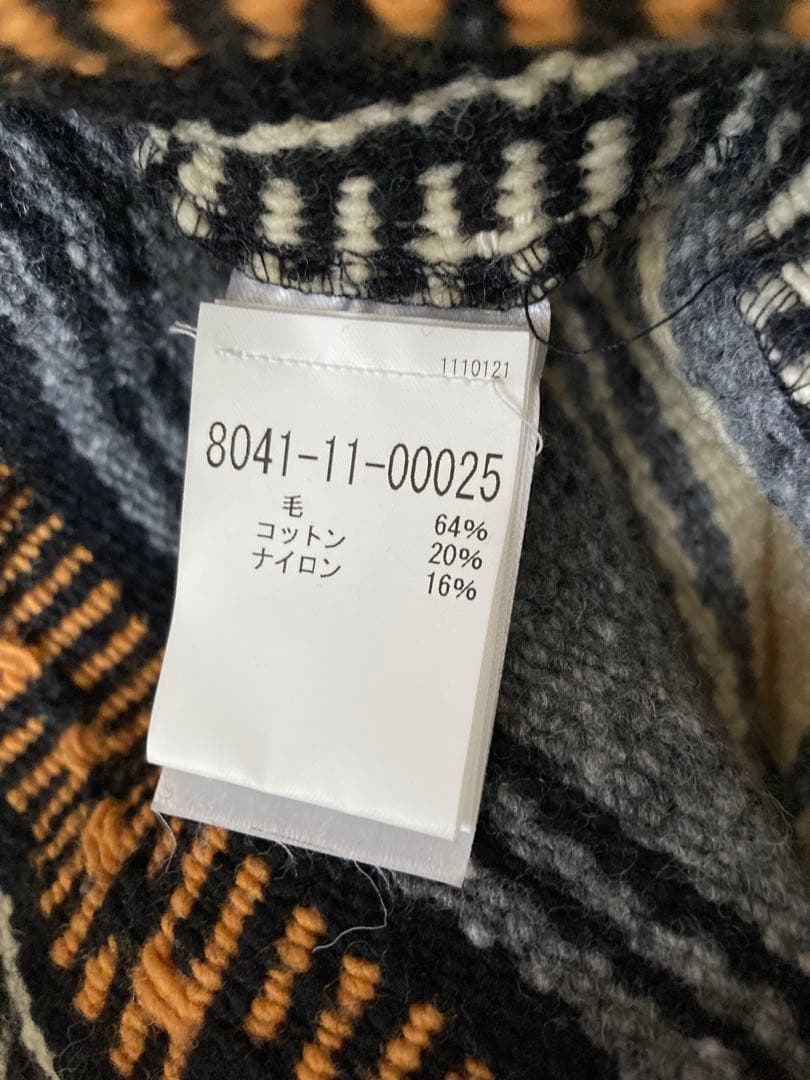 1110121
8041-11-00025
毛 64%
コットン 20%
ナイロン 16%